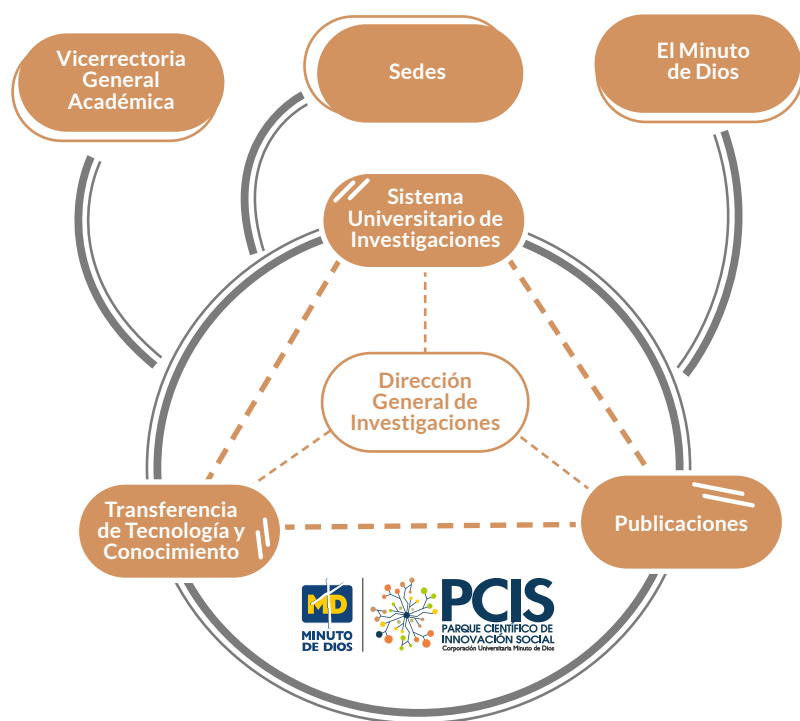 Vicerrectoria
General
Académica
Sedes
El Minuto
de Dios
Sistema
Universitario de
Investigaciones
Dirección
General de
Investigaciones
Transferencia
de Tecnología y
Conocimiento
Publicaciones
MD
MINUTO
DE DIOS
PCIS
PARQUE CIENTÍFICO DE
INNOVACIÓN SOCIAL
Corporación Universitaria Minuto de Dios